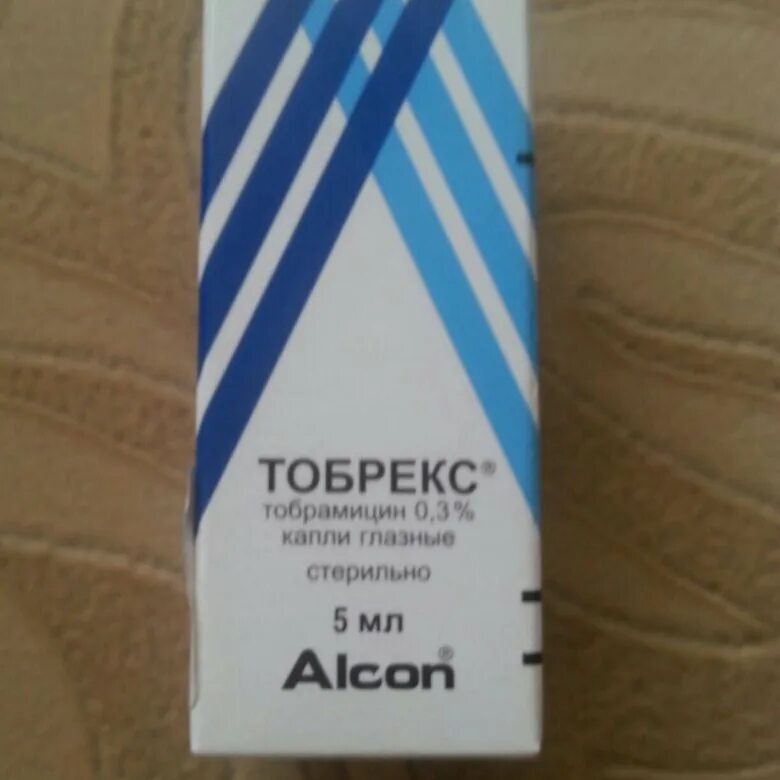 ТОБРЕКС®
тобрамицин 0,3%
капли глазные
стерильно
5 мл
Alcon®